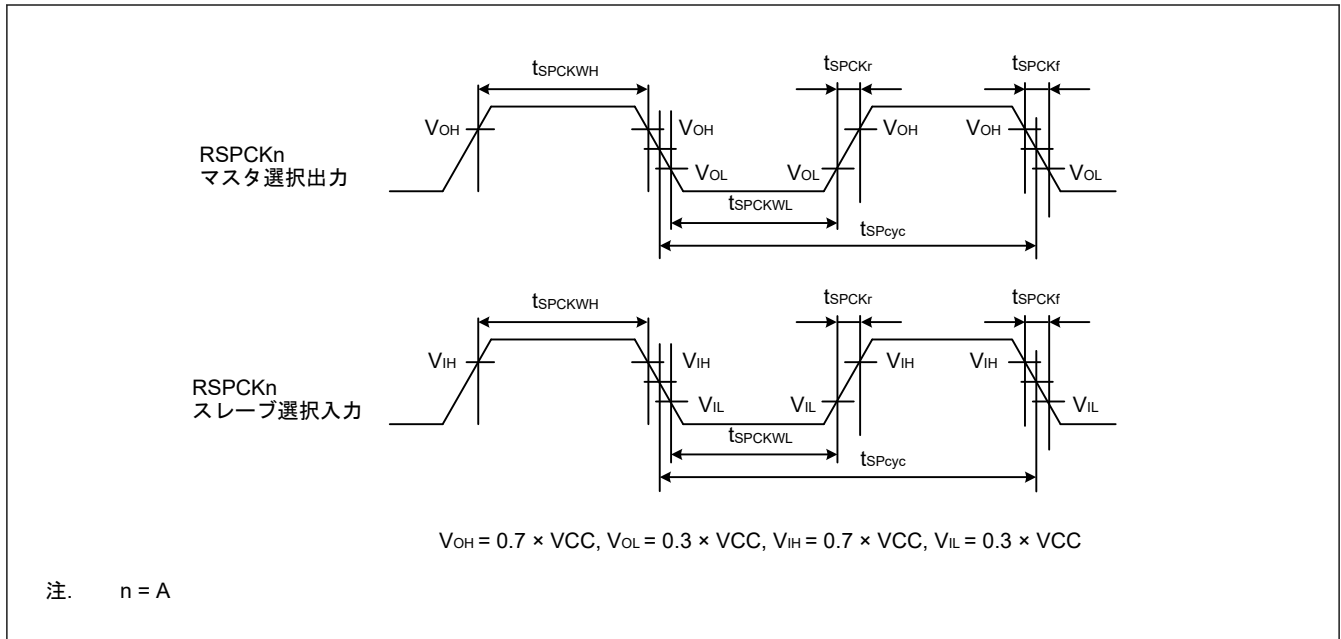 tSPCKWH tSPCKr tSPCKf
VOH VOH VOH VOH
RSPCKn
マスタ選択出力
VOL VOL VOL
tSPCKWL
tSPcyc
tSPCKWH tSPCKr tSPCKf
VIH VIH VIH VIH
RSPCKn
スレーブ選択入力
VIL VIL VIL
tSPCKWL
tSPcyc
VOH = 0.7 × VCC, VOL = 0.3 × VCC, VIH = 0.7 × VCC, VIL = 0.3 × VCC
注. n = A